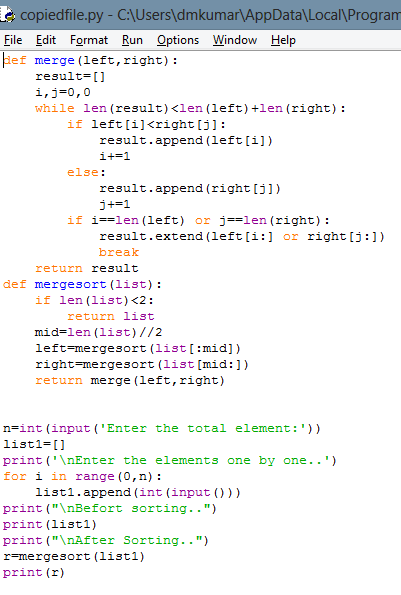 copiedfile.py - C:\Users\dmkumar\AppData\Local\Program
File Edit Format Run Options Window Help
def merge(left,right):
    result=[]
    i,j=0,0
    while len(result)<len(left)+len(right):
        if left[i]<right[j]:
            result.append(left[i])
            i+=1
        else:
            result.append(right[j])
            j+=1
        if i==len(left) or j==len(right):
            result.extend(left[i:] or right[j:])
            break
    return result
def mergesort(list):
    if len(list)<2:
        return list
    mid=len(list)//2
    left=mergesort(list[:mid])
    right=mergesort(list[mid:])
    return merge(left,right)
n=int(input('Enter the total element:'))
list1=[]
print('\nEnter the elements one by one..')
for i in range(0,n):
    list1.append(int(input()))
print("\nBefort sorting..")
print(list1)
print("\nAfter Sorting..")
r=mergesort(list1)
print(r)